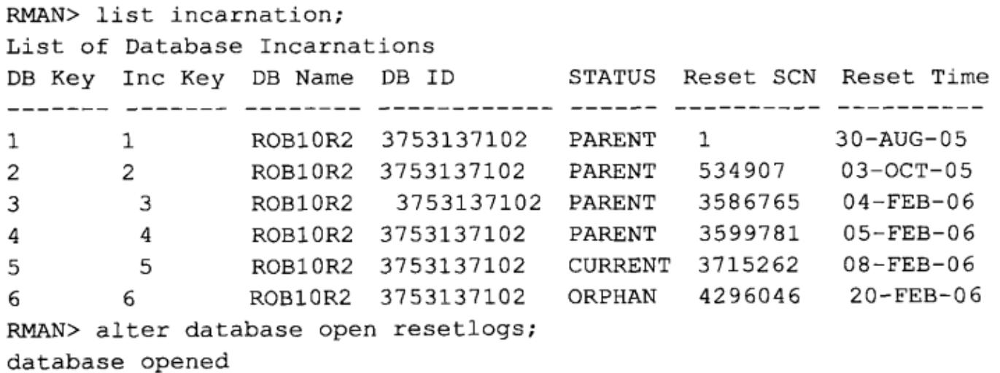 RMAN> list incarnation;
List of Database Incarnations
DB Key Inc Key DB Name DB ID STATUS Reset SCN Reset Time
------- ------- -------- ------------ ------ ---------- ----------
1 1 ROB10R2 3753137102 PARENT 1 30-AUG-05
2 2 ROB10R2 3753137102 PARENT 534907 03-OCT-05
3 3 ROB10R2 3753137102 PARENT 3586765 04-FEB-06
4 4 ROB10R2 3753137102 PARENT 3599781 05-FEB-06
5 5 ROB10R2 3753137102 CURRENT 3715262 08-FEB-06
6 6 ROB10R2 3753137102 ORPHAN 4296046 20-FEB-06
RMAN> alter database open resetlogs;
database opened